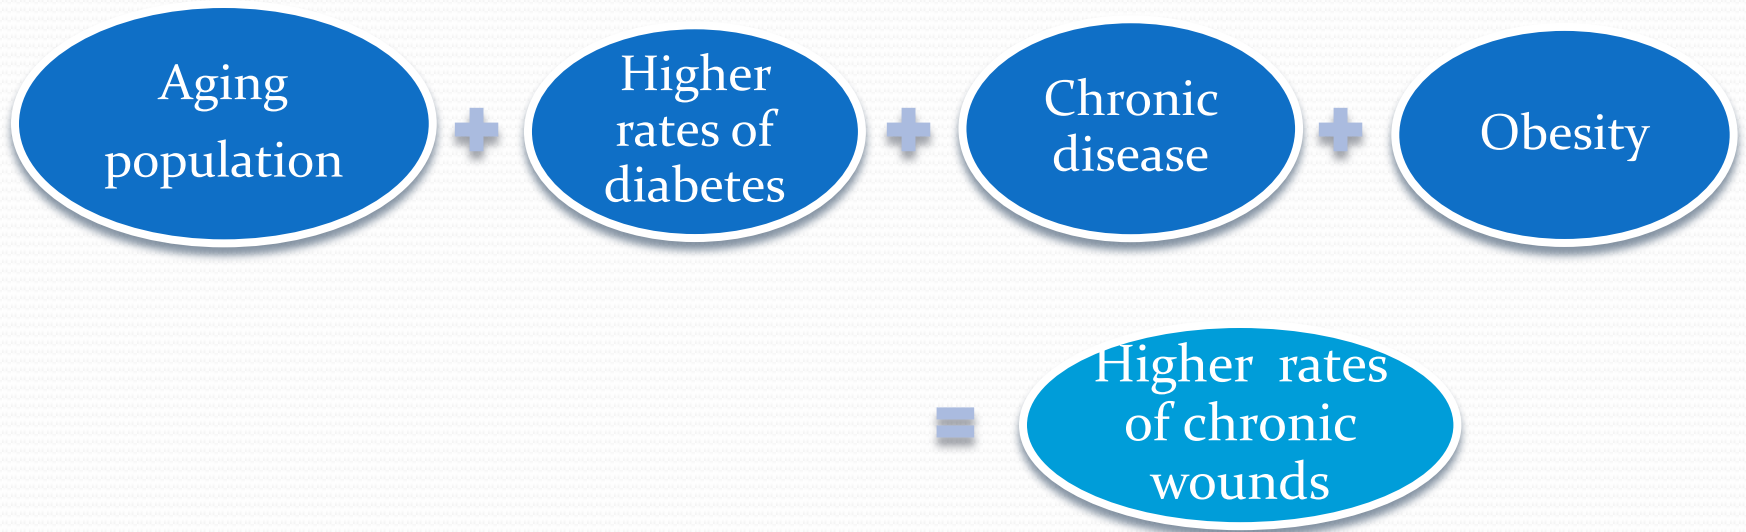 Aging
population
Higher
rates of
diabetes
Chronic
disease
Obesity
Higher  rates
of chronic
wounds